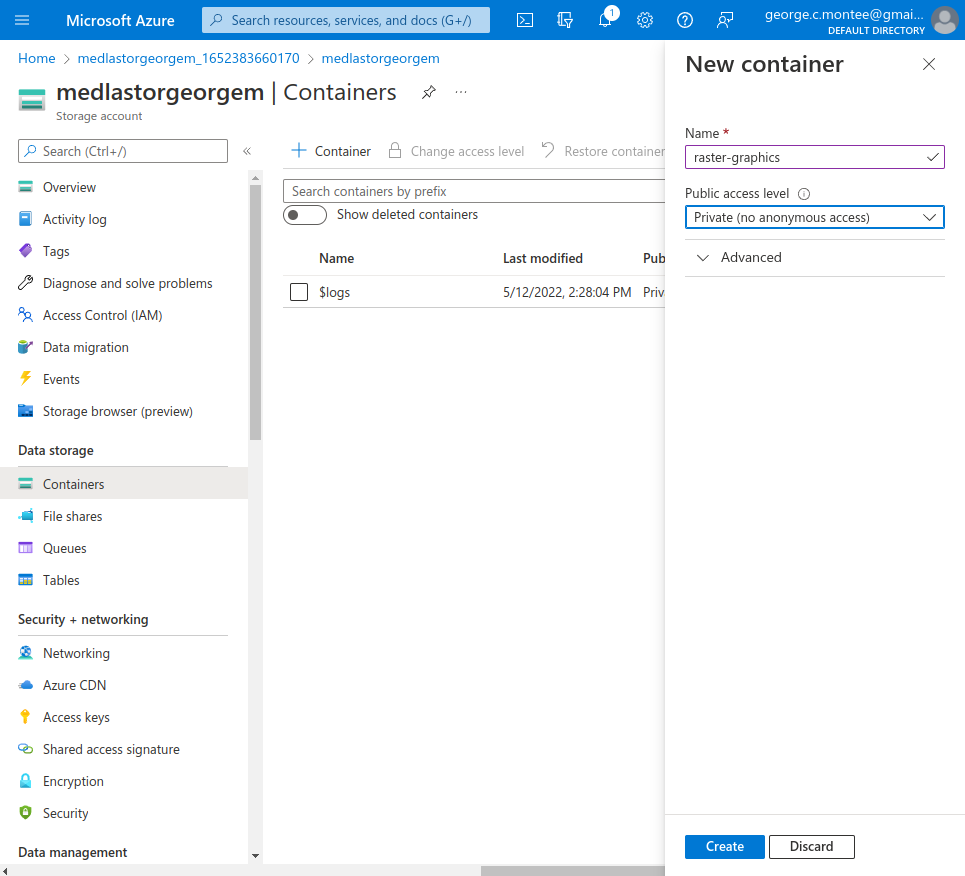 Microsoft Azure
Search resources, services, and docs (G+/)
1
george.c.montee@gmai...
DEFAULT DIRECTORY
Home > medlastorgeorgem_1652383660170 > medlastorgeorgem
medlastorgeorgem | Containers
...
Storage account
Search (Ctrl+/)
«
Overview
Activity log
Tags
Diagnose and solve problems
Access Control (IAM)
Data migration
Events
Storage browser (preview)
Data storage
Containers
File shares
Queues
Tables
Security + networking
Networking
Azure CDN
Access keys
Shared access signature
Encryption
Security
Data management
+ Container
Change access level
Restore container
Search containers by prefix
Show deleted containers
Name Last modified Pub
$logs 5/12/2022, 2:28:04 PM Priv
New container
Name *
raster-graphics
Public access level
Private (no anonymous access)
Advanced
Create
Discard